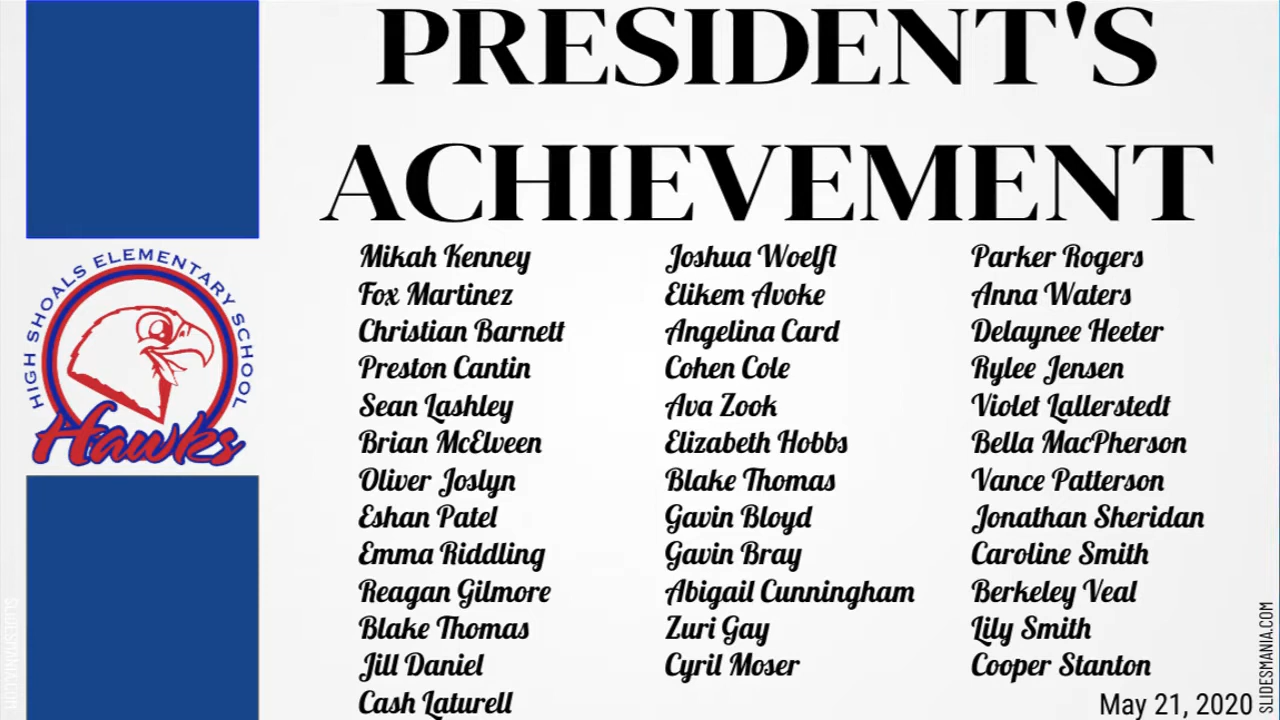 PRESIDENT'S
ACHIEVEMENT
HIGH SHOALS ELEMENTARY SCHOOL
Hawks
Mikah Kenney
Fox Martinez
Christian Barnett
Preston Cantin
Sean Lashley
Brian McElveen
Oliver Joslyn
Eshan Patel
Emma Riddling
Reagan Gilmore
Blake Thomas
Jill Daniel
Cash Laturell
Joshua Woelfl
Elikem Avoke
Angelina Card
Cohen Cole
Ava Zook
Elizabeth Hobbs
Blake Thomas
Gavin Bloyd
Gavin Bray
Abigail Cunningham
Zuri Gay
Cyril Moser
Parker Rogers
Anna Waters
Delaynee Heeter
Rylee Jensen
Violet Lallerstedt
Bella MacPherson
Vance Patterson
Jonathan Sheridan
Caroline Smith
Berkeley Veal
Lily Smith
Cooper Stanton
May 21, 2020
SLIDESMANIA.COM
SLIDESMANIA.COM